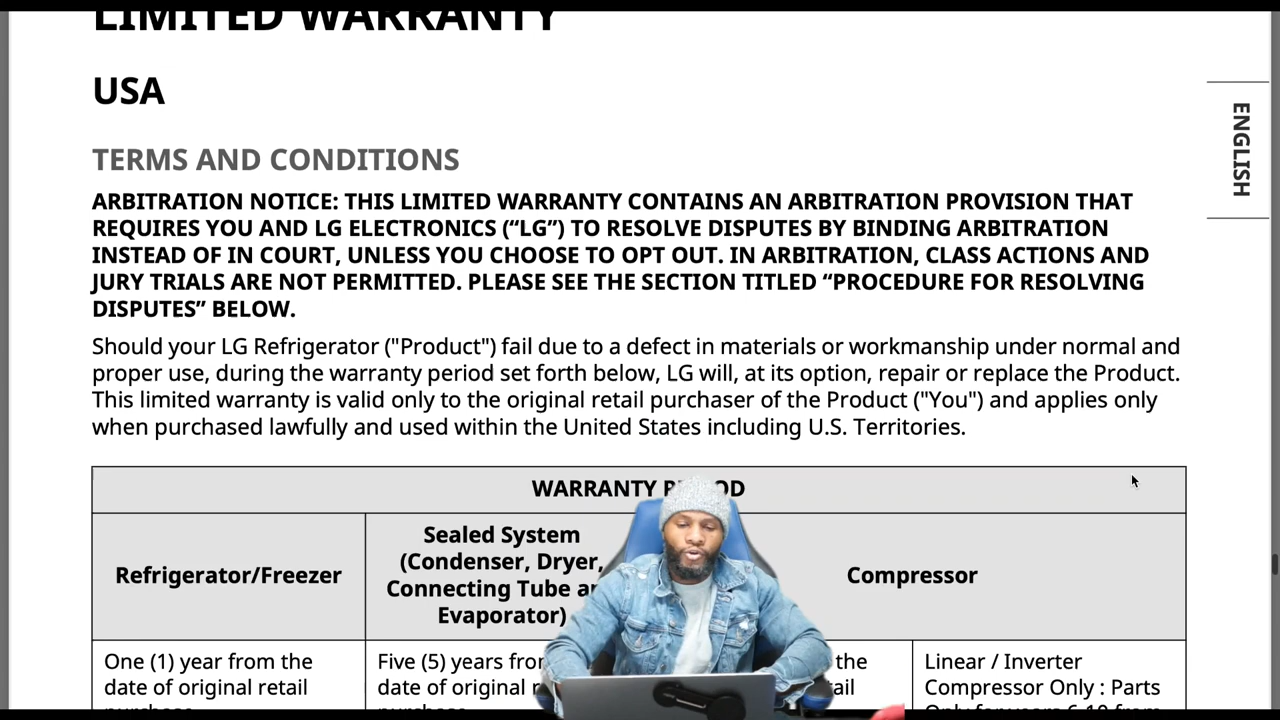 LIMITED WARRANTY
USA
ENGLISH
TERMS AND CONDITIONS
ARBITRATION NOTICE: THIS LIMITED WARRANTY CONTAINS AN ARBITRATION PROVISION THAT
REQUIRES YOU AND LG ELECTRONICS (“LG”) TO RESOLVE DISPUTES BY BINDING ARBITRATION
INSTEAD OF IN COURT, UNLESS YOU CHOOSE TO OPT OUT. IN ARBITRATION, CLASS ACTIONS AND
JURY TRIALS ARE NOT PERMITTED. PLEASE SEE THE SECTION TITLED “PROCEDURE FOR RESOLVING
DISPUTES” BELOW.
Should your LG Refrigerator ("Product") fail due to a defect in materials or workmanship under normal and
proper use, during the warranty period set forth below, LG will, at its option, repair or replace the Product.
This limited warranty is valid only to the original retail purchaser of the Product ("You") and applies only
when purchased lawfully and used within the United States including U.S. Territories.
WARRANTY
Refrigerator/Freezer
Sealed System
(Condenser, Dryer,
Connecting Tube
Evaporator)
Compressor
One (1) year from the
date of original retail
Five (5) years
date of original
the
Linear / Inverter
Compressor Only : Parts